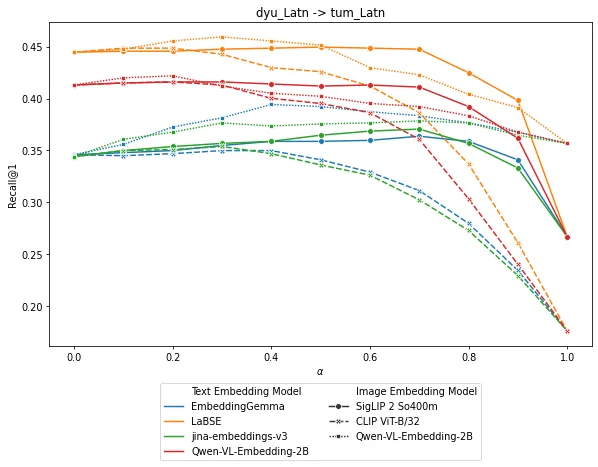 dyu_Latn -> tum_Latn
Recall@1
0.45
0.40
0.35
0.30
0.25
0.20
0.0
0.2
0.4
0.6
0.8
1.0
α
Text Embedding Model
EmbeddingGemma
LaBSE
jina-embeddings-v3
Qwen-VL-Embedding-2B
Image Embedding Model
SigLIP 2 So400m
CLIP ViT-B/32
Qwen-VL-Embedding-2B